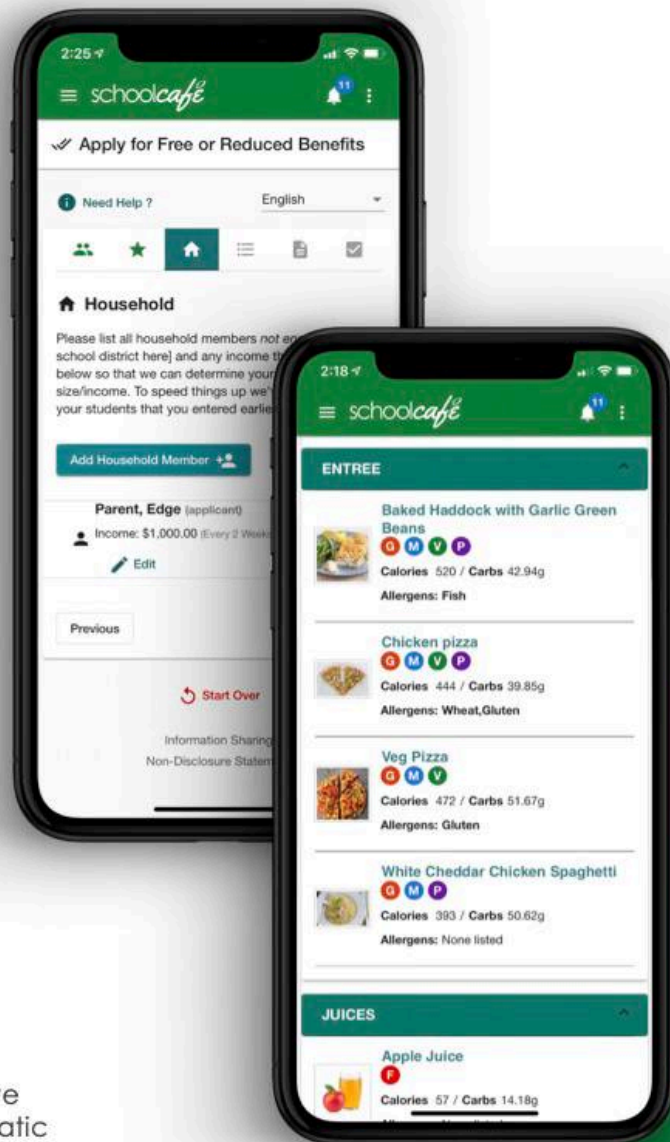 2:25
schoolcafé
11
Apply for Free or Reduced Benefits
Need Help ?
English
Household
Please list all household members not
school district here] and any income
below so that we can determine your
size/income. To speed things up
your students that you entered
Add Household Member
Parent, Edge (applicant)
Income: $1,000.00 (Every 2 Weeks
Edit
Previous
Start Over
Information Sharing
Non-Disclosure
2:18
schoolcafé
11
ENTREE
Baked Haddock with Garlic Green
Beans
G M V P
Calories 520 / Carbs 42.94g
Allergens: Fish
Chicken pizza
G M V P
Calories 444 / Carbs 39.85g
Allergens: Wheat,Gluten
Veg Pizza
G M V
Calories 472 / Carbs 51.67g
Allergens: Gluten
White Cheddar Chicken Spaghetti
G M P
Calories 393 / Carbs 50.62g
Allergens: None listed
JUICES
Apple Juice
F
Calories 57 / Carbs 14.18g